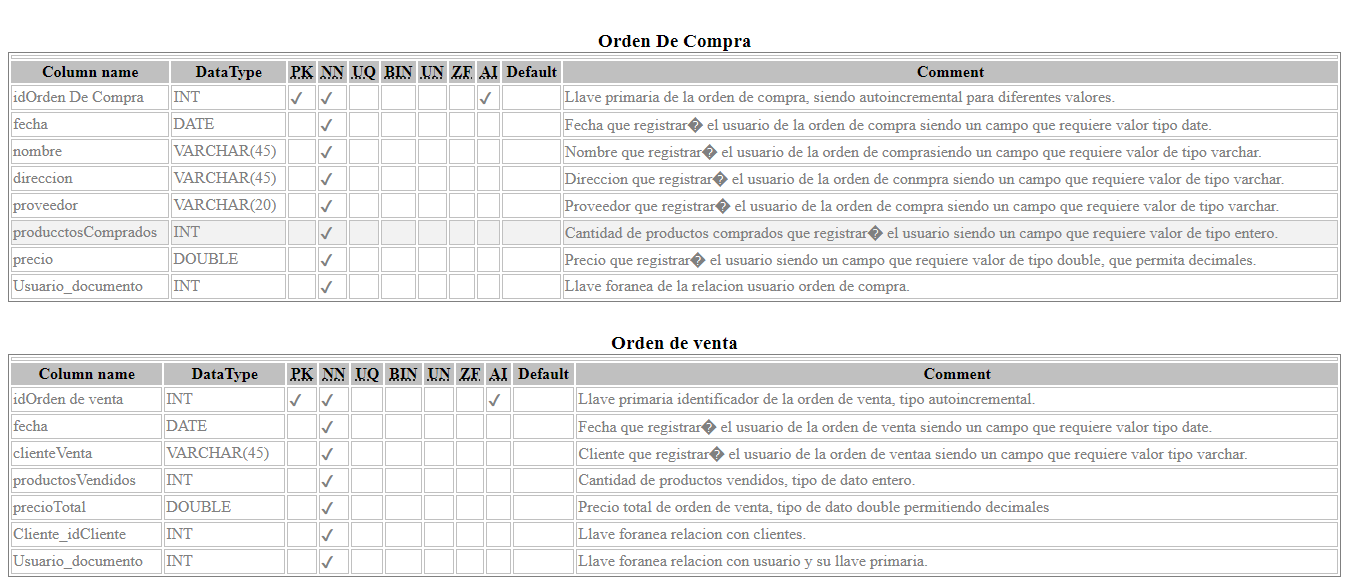 Orden De Compra
Column name DataType PK NN UQ BIN UN ZF AI Default Comment
idOrden De Compra INT ✓ ✓ ✓ Llave primaria de la orden de compra, siendo autoincremental para diferentes valores.
fecha DATE ✓ Fecha que registrar� el usuario de la orden de compra siendo un campo que requiere valor tipo date.
nombre VARCHAR(45) ✓ Nombre que registrar� el usuario de la orden de comprasiendo un campo que requiere valor de tipo varchar.
direccion VARCHAR(45) ✓ Direccion que registrar� el usuario de la orden de conmpra siendo un campo que requiere valor de tipo varchar.
proveedor VARCHAR(20) ✓ Proveedor que registrar� el usuario de la orden de compra siendo un campo que requiere valor de tipo varchar.
producctosComprados INT ✓ Cantidad de productos comprados que registrar� el usuario siendo un campo que requiere valor de tipo entero.
precio DOUBLE ✓ Precio que registrar� el usuario siendo un campo que requiere valor de tipo double, que permita decimales.
Usuario_documento INT ✓ Llave foranea de la relacion usuario orden de compra.
Orden de venta
Column name DataType PK NN UQ BIN UN ZF AI Default Comment
idOrden de venta INT ✓ ✓ ✓ Llave primaria identificador de la orden de venta, tipo autoincremental.
fecha DATE ✓ Fecha que registrar� el usuario de la orden de venta siendo un campo que requiere valor tipo date.
clienteVenta VARCHAR(45) ✓ Cliente que registrar� el usuario de la orden de ventaa siendo un campo que requiere valor tipo varchar.
productosVendidos INT ✓ Cantidad de productos vendidos, tipo de dato entero.
precioTotal DOUBLE ✓ Precio total de orden de venta, tipo de dato double permitiendo decimales
Cliente_idCliente INT ✓ Llave foranea relacion con clientes.
Usuario_documento INT ✓ Llave foranea relacion con usuario y su llave primaria.